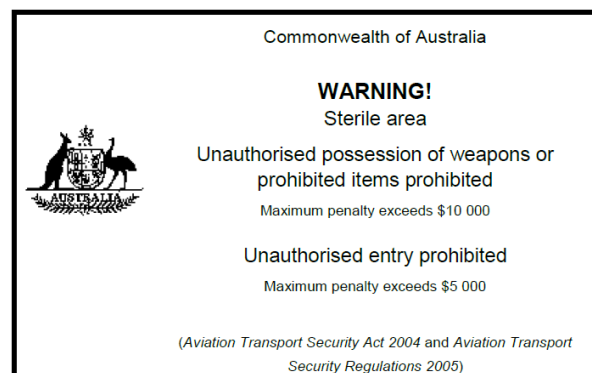 Commonwealth of Australia
WARNING!
Sterile area
Unauthorised possession of weapons or
prohibited items prohibited
Maximum penalty exceeds $10 000
AUSTRALIA
Unauthorised entry prohibited
Maximum penalty exceeds $5 000
(Aviation Transport Security Act 2004 and Aviation Transport
Security Regulations 2005)